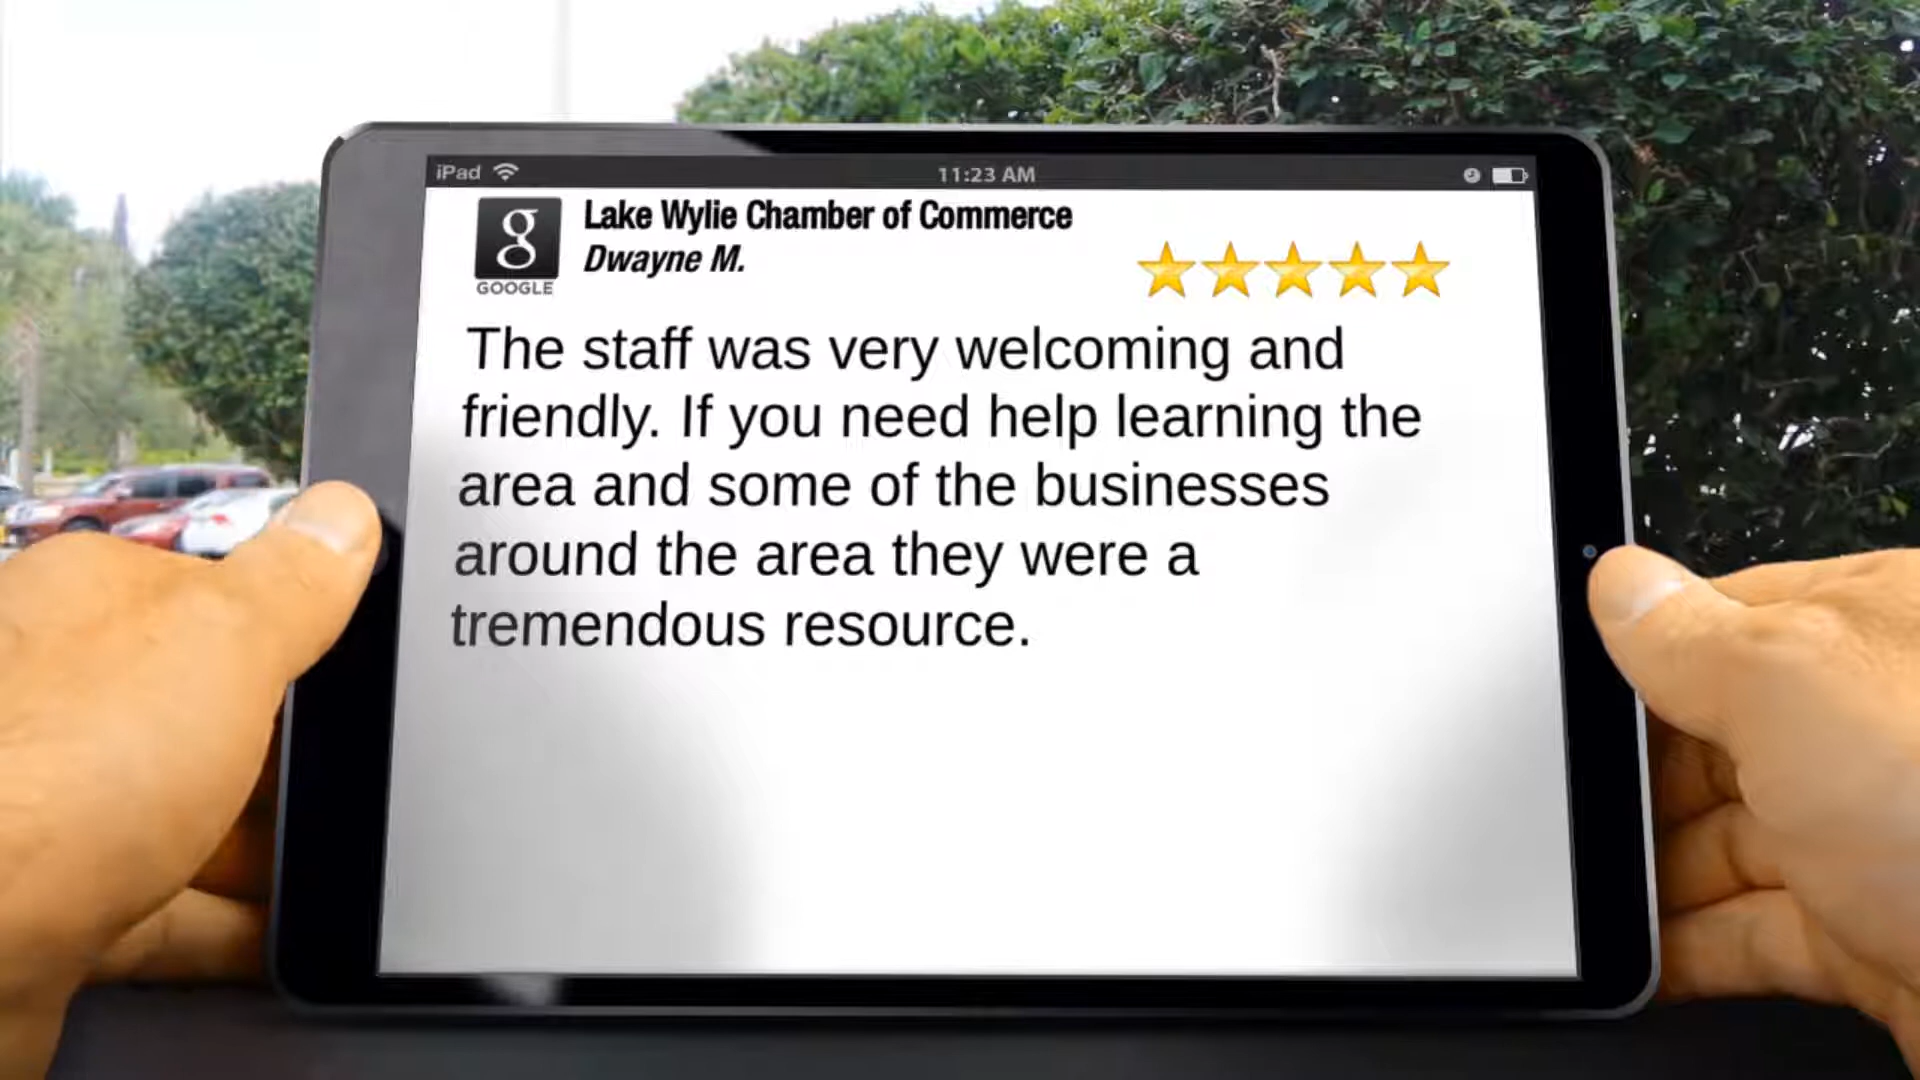 iPad
11:23 AM
GOOGLE
Lake Wylie Chamber of Commerce
Dwayne M.
The staff was very welcoming and
friendly. If you need help learning the
area and some of the businesses
around the area they were a
tremendous resource.